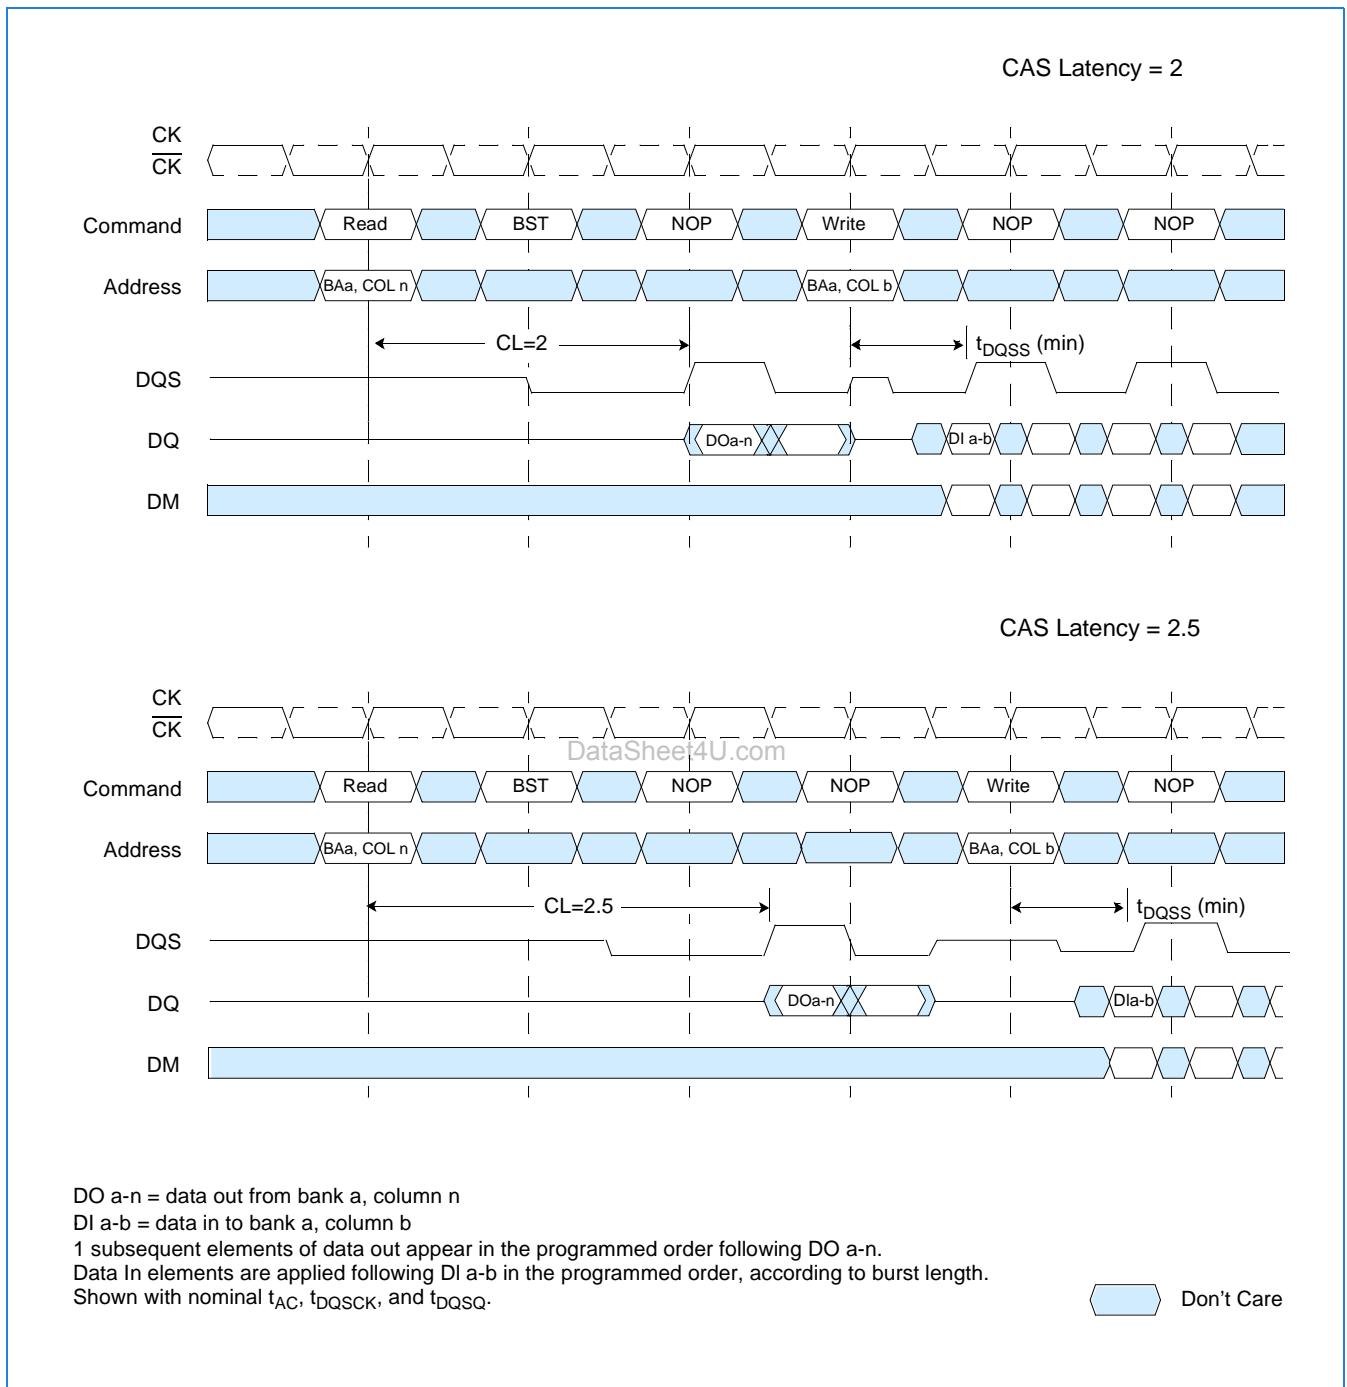 CAS Latency = 2
CK
CK
Command Read BST NOP Write NOP NOP
Address BAa, COL n BAa, COL b
CL=2 tDQSS (min)
DQS
DQ DOa-n DI a-b
DM
CAS Latency = 2.5
CK
CK
DataSheet4U.com
Command Read BST NOP NOP Write NOP
Address BAa, COL n BAa, COL b
CL=2.5 tDQSS (min)
DQS
DQ DOa-n DIa-b
DM
DO a-n = data out from bank a, column n
DI a-b = data in to bank a, column b
1 subsequent elements of data out appear in the programmed order following DO a-n.
Data In elements are applied following DI a-b in the programmed order, according to burst length.
Shown with nominal tAC, tDQSCK, and tDQSQ.
Don't Care